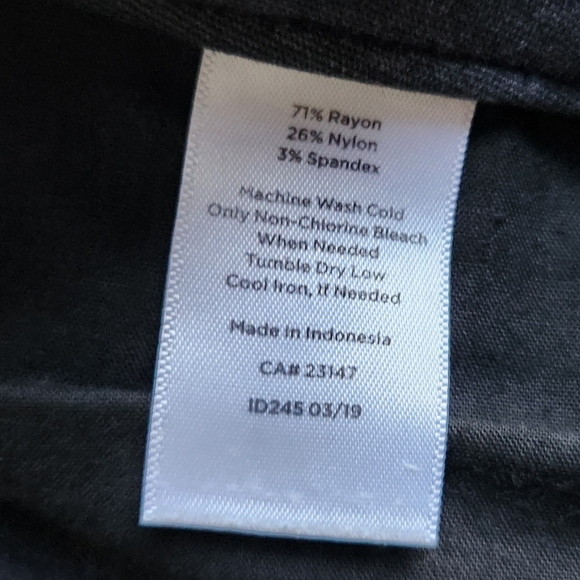 71% Rayon
26% Nylon
3% Spandex
Machine Wash Cold
Only Non-Chlorine Bleach
When Needed
Tumble Dry Low
Cool Iron, If Needed
Made in Indonesia
CA# 23147
ID245 03/19